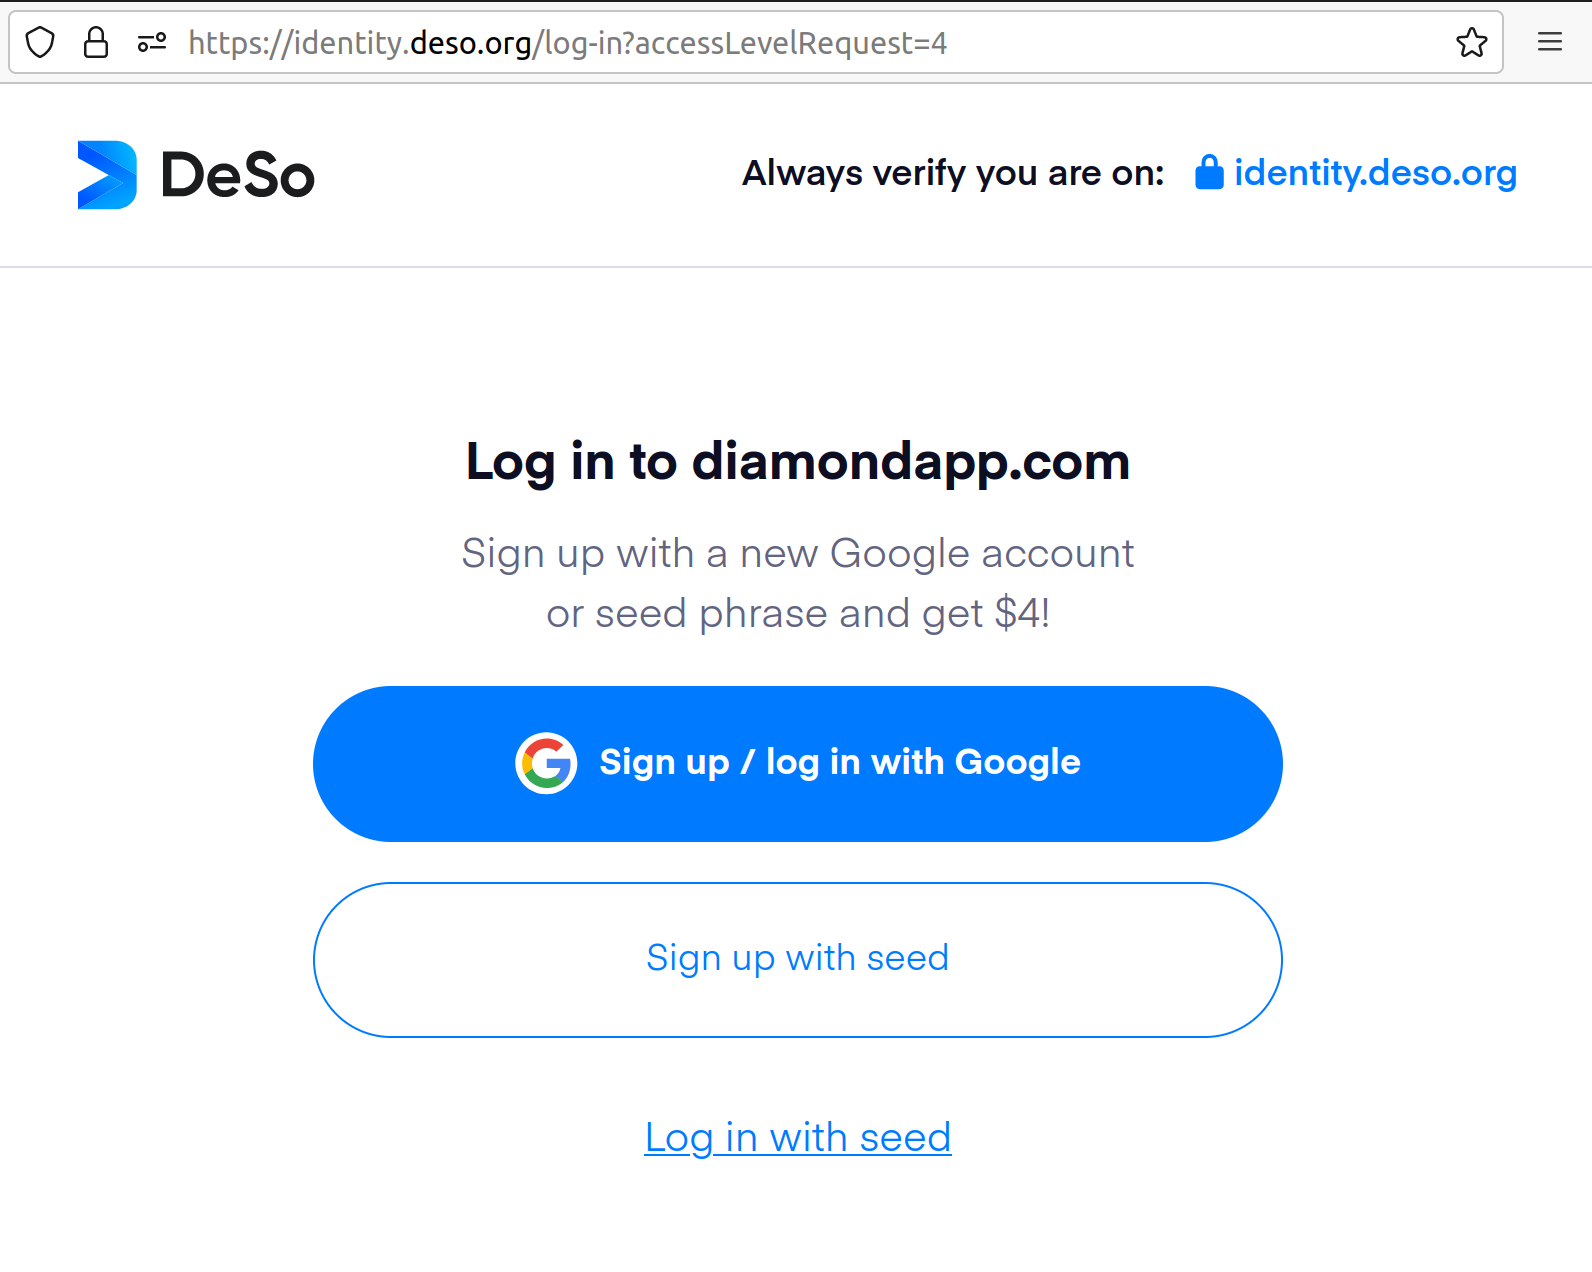 https://identity.deso.org/log-in?accessLevelRequest=4
DeSo
Always verify you are on: identity.deso.org
Log in to diamondapp.com
Sign up with a new Google account
or seed phrase and get $4!
Sign up / log in with Google
Sign up with seed
Log in with seed